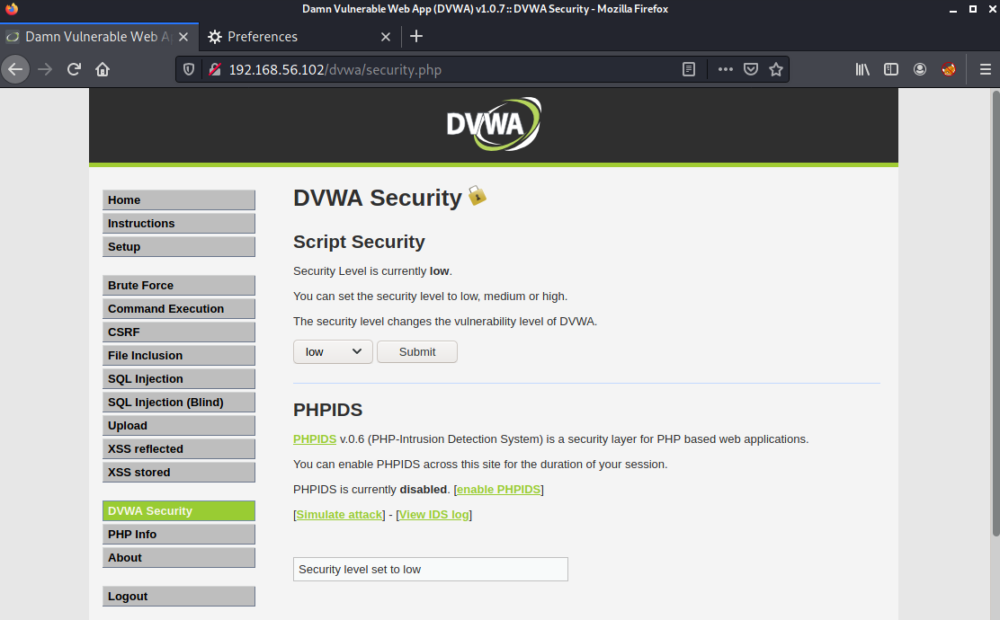 Damn Vulnerable Web App (DVWA) v1.0.7 :: DVWA Security - Mozilla Firefox
Damn Vulnerable Web A
Preferences
192.168.56.102/dvwa/security.php
DVWA
Home
Instructions
Setup
Brute Force
Command Execution
CSRF
File Inclusion
SQL Injection
SQL Injection (Blind)
Upload
XSS reflected
XSS stored
DVWA Security
PHP Info
About
Logout
DVWA Security
Script Security
Security Level is currently low.
You can set the security level to low, medium or high.
The security level changes the vulnerability level of DVWA.
low
Submit
PHPIDS
PHPIDS v.0.6 (PHP-Intrusion Detection System) is a security layer for PHP based web applications.
You can enable PHPIDS across this site for the duration of your session.
PHPIDS is currently disabled. [enable PHPIDS]
[Simulate attack] - [View IDS log]
Security level set to low